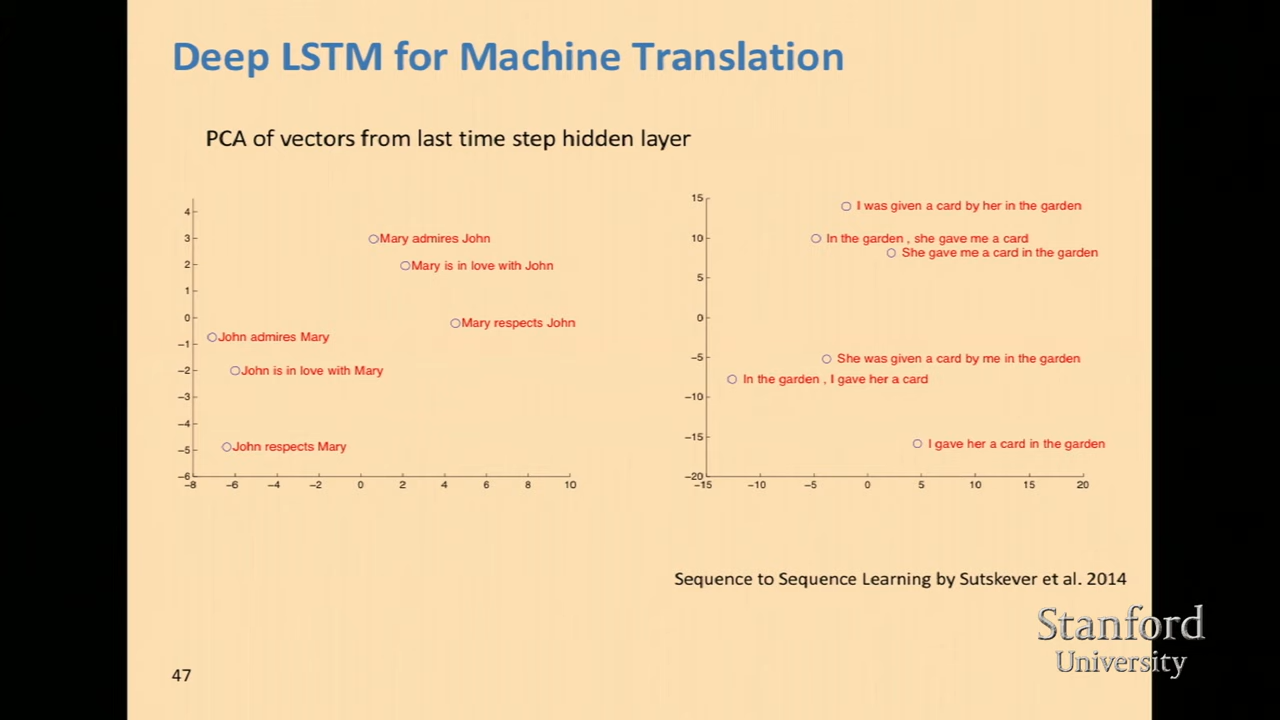 Deep LSTM for Machine Translation
PCA of vectors from last time step hidden layer
4
3
2
1
0
−1
−2
−3
−4
−5
−6
−8
−6
−4
−2
0
2
4
6
8
10
Mary admires John
Mary is in love with John
Mary respects John
John admires Mary
John is in love with Mary
John respects Mary
15
10
5
0
−5
−10
−15
−20
−15
−10
−5
0
5
10
15
20
I was given a card by her in the garden
In the garden , she gave me a card
She gave me a card in the garden
She was given a card by me in the garden
In the garden , I gave her a card
I gave her a card in the garden
Sequence to Sequence Learning by Sutskever et al. 2014
Stanford
University
47